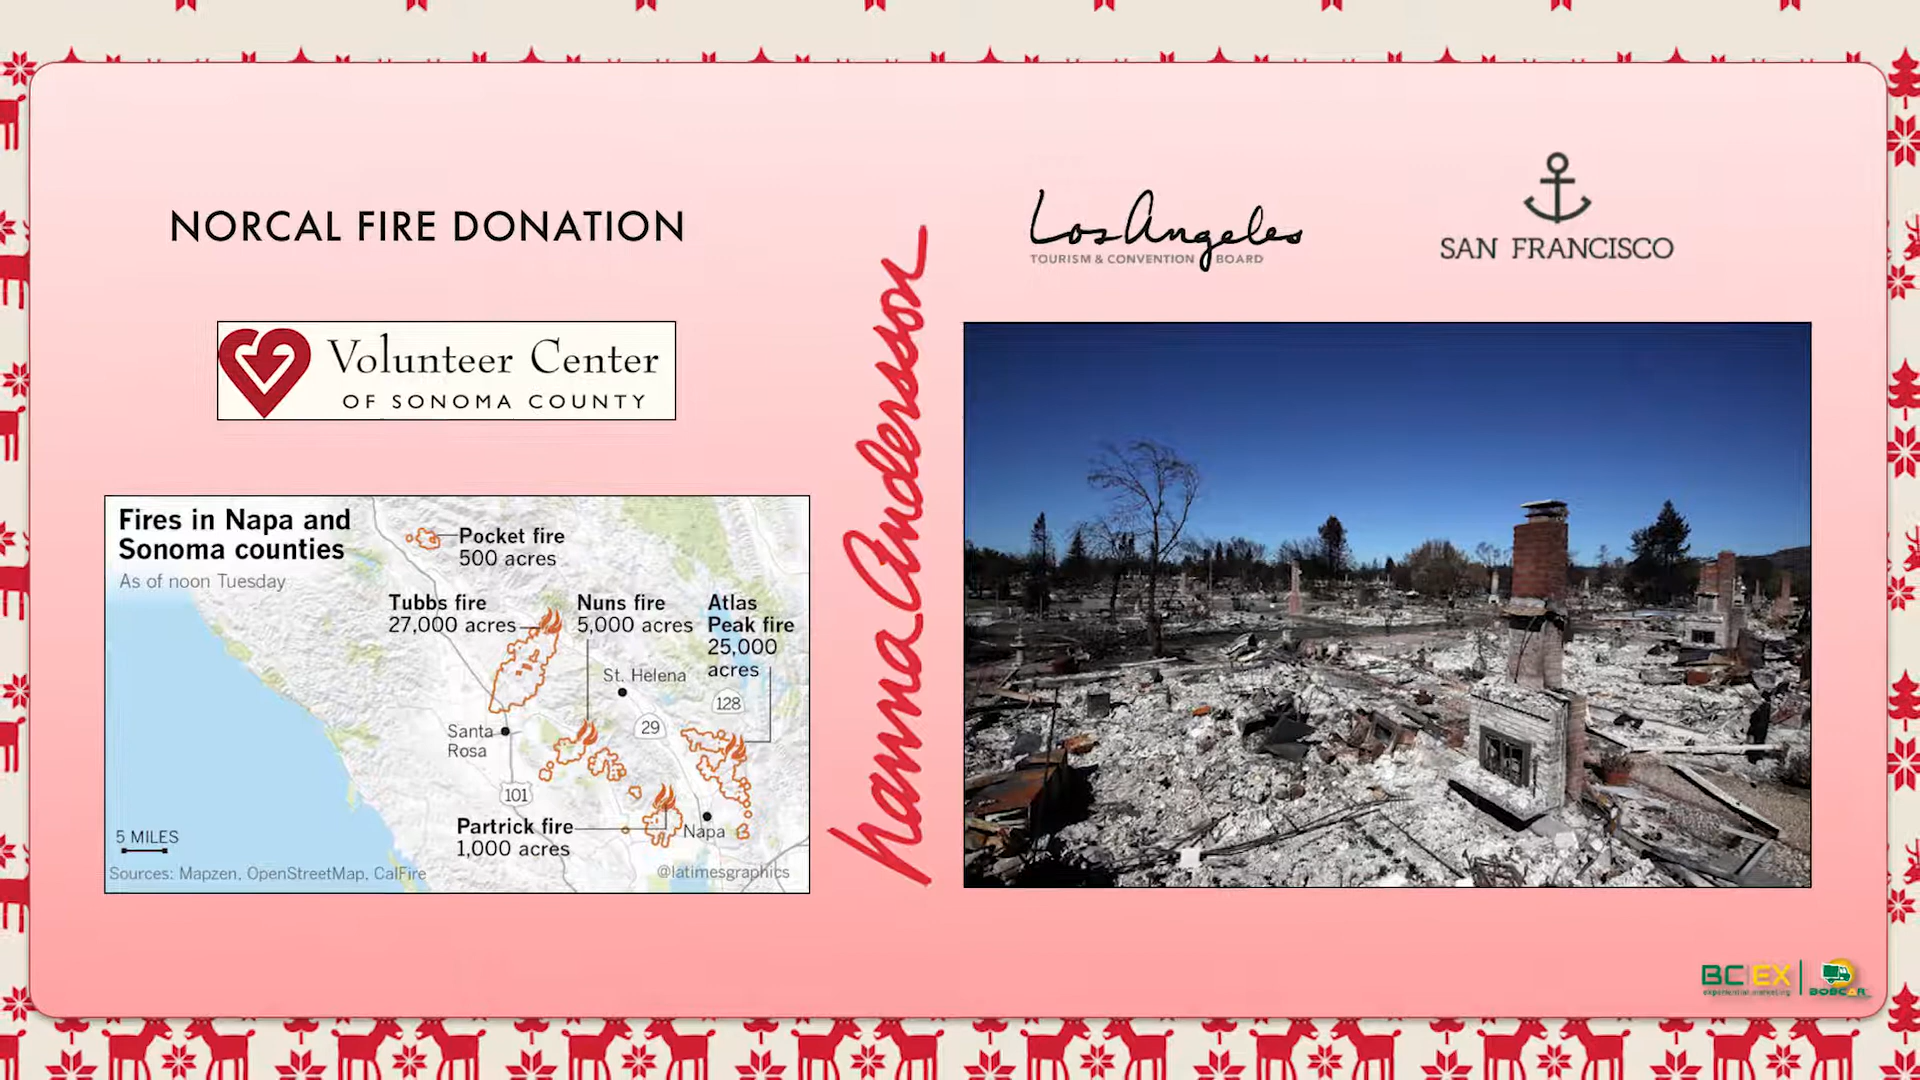 NORCAL FIRE DONATION
Volunteer Center
OF SONOMA COUNTY
Fires in Napa and
Sonoma counties
As of noon Tuesday
Pocket fire
500 acres
Tubbs fire
27,000 acres
Nuns fire
5,000 acres
Atlas
Peak fire
25,000
acres
St. Helena
128
29
Santa
Rosa
101
Partrick fire
1,000 acres
Napa
5 MILES
Sources: Mapzen, OpenStreetMap, CalFire
@latimesgraphics
hanna Andersson
Los Angeles
TOURISM & CONVENTION BOARD
SAN FRANCISCO
BC EX
experiential marketing
BOBCAR